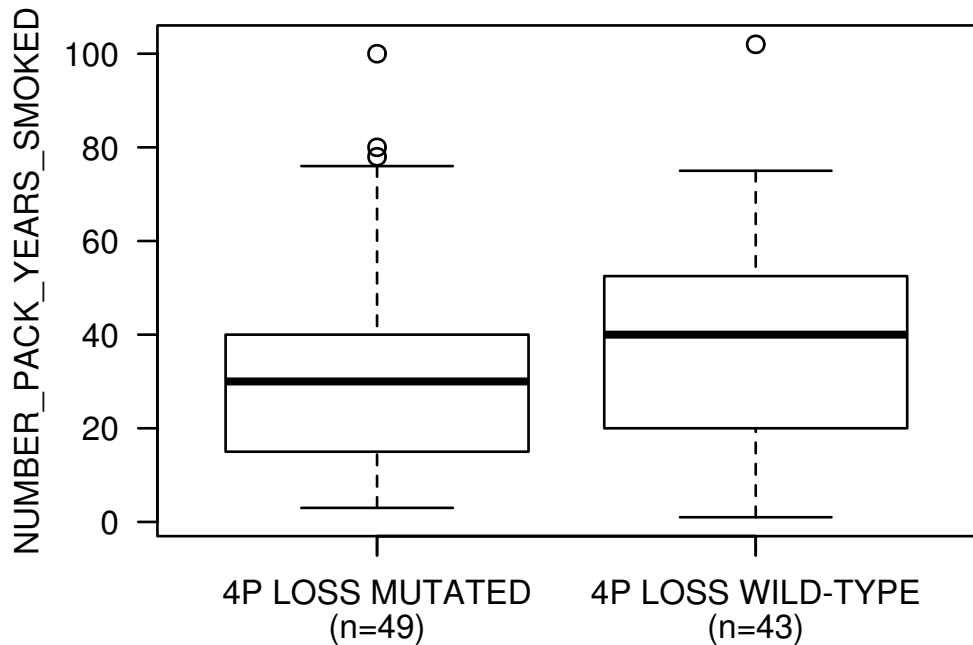 NUMBER_PACK_YEARS_SMOKED
100
80
60
40
20
0
4P LOSS MUTATED
(n=49)
4P LOSS WILD-TYPE
(n=43)